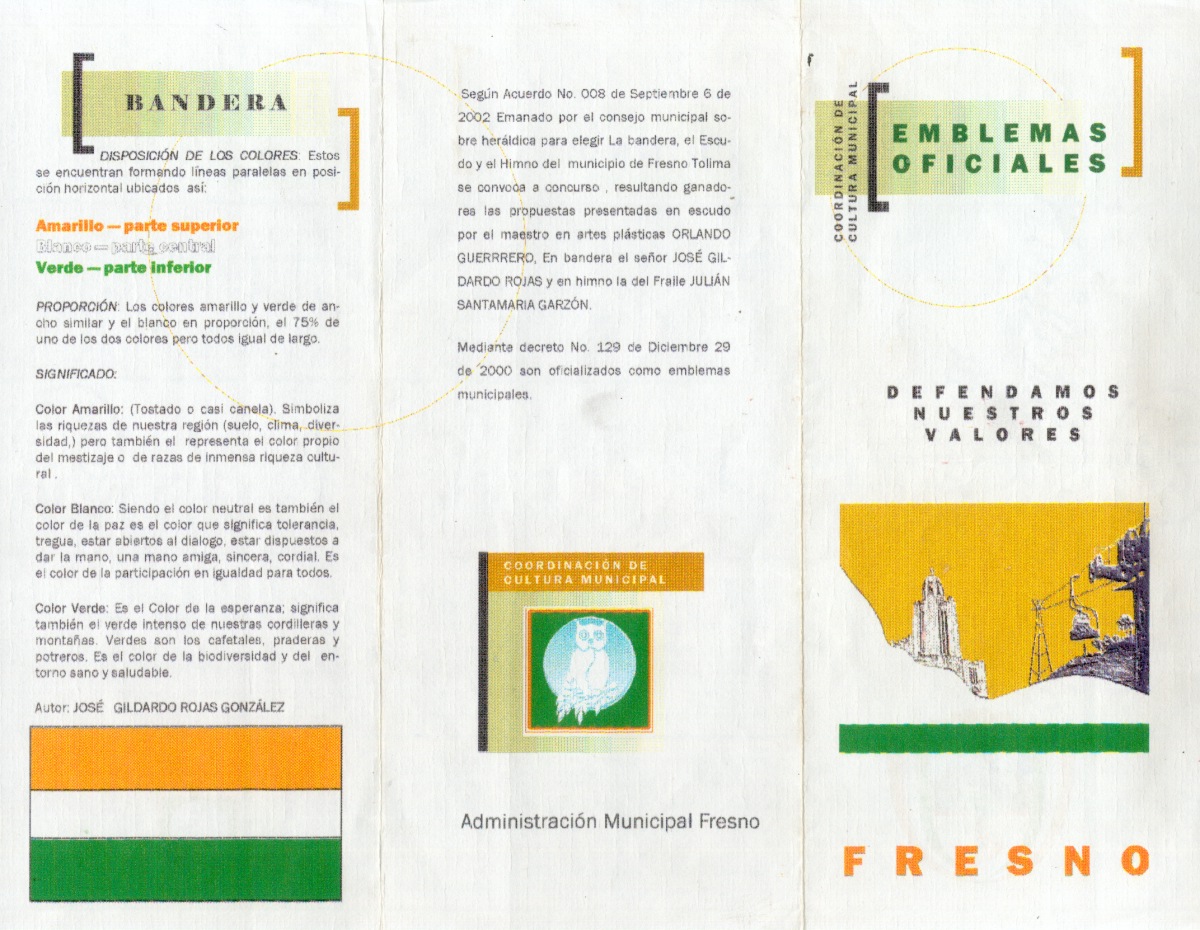 BANDERA
DISPOSICIÓN DE LOS COLORES: Estos
se encuentran formando líneas paralelas en posi-
ción horizontal ubicados así:
Amarillo — parte superior
Blanco — parte central
Verde — parte inferior
PROPORCIÓN: Los colores amarillo y verde de an-
cho similar y el blanco en proporción, el 75% de
uno de los dos colores pero todos igual de largo.
SIGNIFICADO:
Color Amarillo: (Tostado o casi canela). Simboliza
las riquezas de nuestra región (suelo, clima, diver-
sidad,) pero también el representa el color propio
del mestizaje o de razas de inmensa riqueza cultu-
ral .
Color Blanco: Siendo el color neutral es también el
color de la paz es el color que significa tolerancia,
tregua, estar abiertos al dialogo, estar dispuestos a
dar la mano, una mano amiga, sincera, cordial. Es
el color de la participación en igualdad para todos.
Color Verde: Es el Color de la esperanza; significa
también el verde intenso de nuestras cordilleras y
montañas. Verdes son los cafetales, praderas y
potreros. Es el color de la biodiversidad y del en-
torno sano y saludable.
Autor: JOSÉ GILDARDO ROJAS GONZÁLEZ
Según Acuerdo No. 008 de Septiembre 6 de
2002 Emanado por el consejo municipal so-
bre heráldica para elegir La bandera, el Escu-
do y el Himno del municipio de Fresno Tolima
se convoca a concurso , resultando ganado-
res las propuestas presentadas en escudo
por el maestro en artes plásticas ORLANDO
GUERRRERO, En bandera el señor JOSÉ GIL-
DARDO ROJAS y en himno la del Fraile JULIÁN
SANTAMARIA GARZÓN.
Mediante decreto No. 129 de Diciembre 29
de 2000 son oficializados como emblemas
municipales.
COORDINACIÓN DE
CULTURA MUNICIPAL
Administración Municipal Fresno
COORDINACIÓN DE
CULTURA MUNICIPAL
EMBLEMAS
OFICIALES
DEFENDAMOS
NUESTROS
VALORES
FRESNO